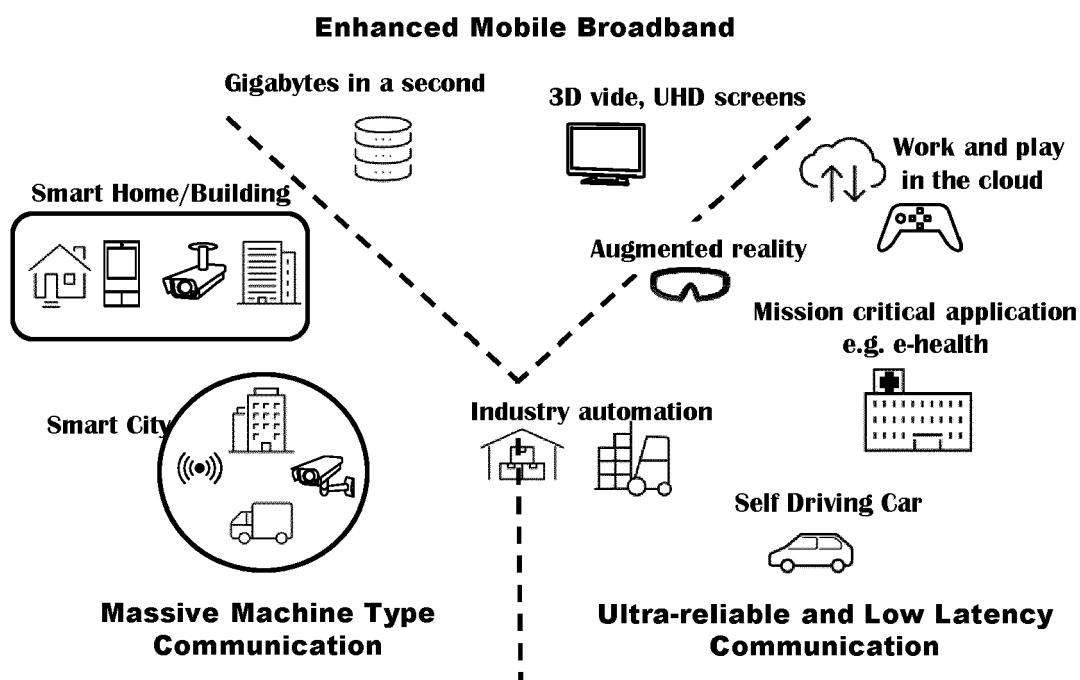 Enhanced Mobile Broadband
Gigabytes in a second
3D vide, UHD screens
Work and play
in the cloud
Smart Home/Building
Augmented reality
Mission critical application
e.g. e-health
Smart City
Industry automation
Self Driving Car
Massive Machine Type
Communication
Ultra-reliable and Low Latency
Communication